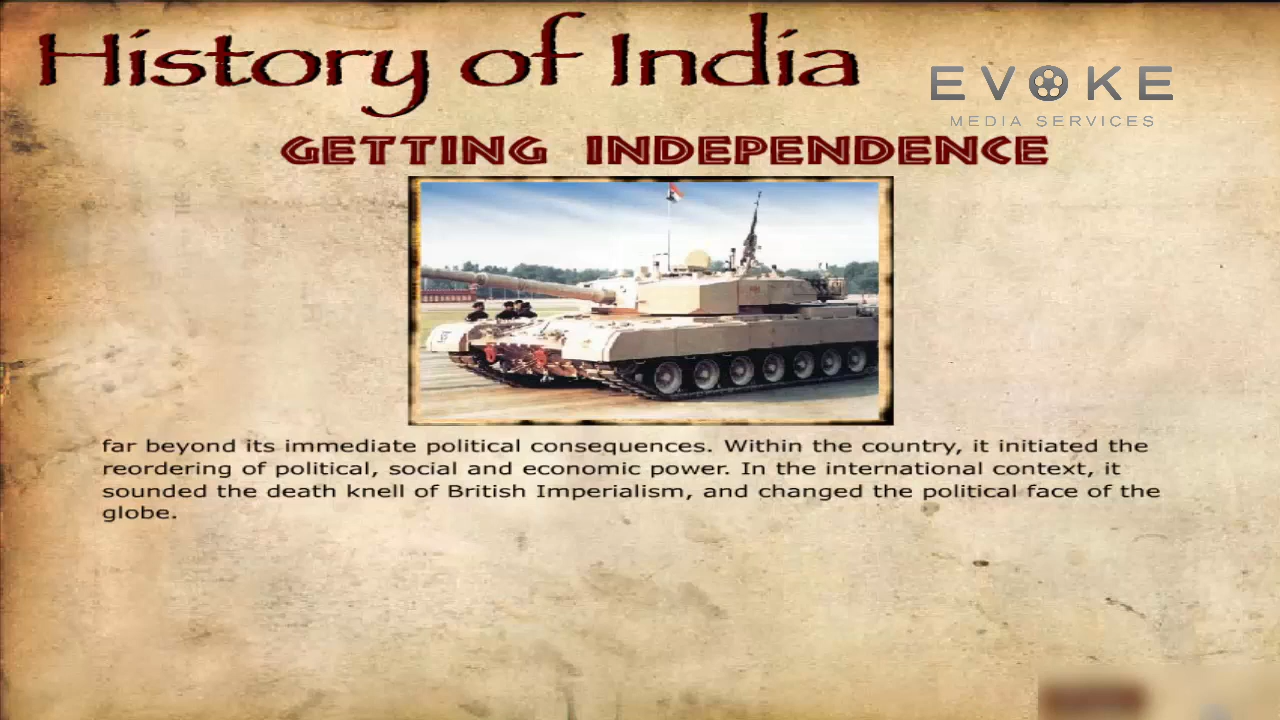 History of India
EVOKE
MEDIA SERVICES
GETTING INDEPENDENCE
far beyond its immediate political consequences. Within the country, it initiated the
reordering of political, social and economic power. In the international context, it
sounded the death knell of British Imperialism, and changed the political face of the
globe.